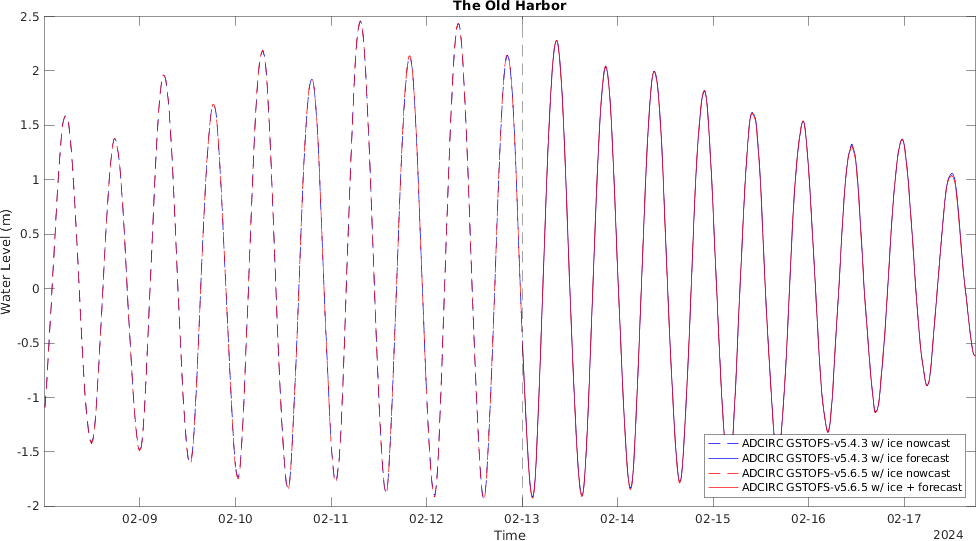 The Old Harbor
2.5
2
1.5
1
0.5
0
-0.5
-1
-1.5
-2
Water Level (m)
ADCIRC GSTOFS-v5.4.3 w/ ice nowcast
ADCIRC GSTOFS-v5.4.3 w/ ice forecast
ADCIRC GSTOFS-v5.6.5 w/ ice nowcast
ADCIRC GSTOFS-v5.6.5 w/ ice + forecast
02-09 02-10 02-11 02-12 02-13 02-14 02-15 02-16 02-17
Time
2024